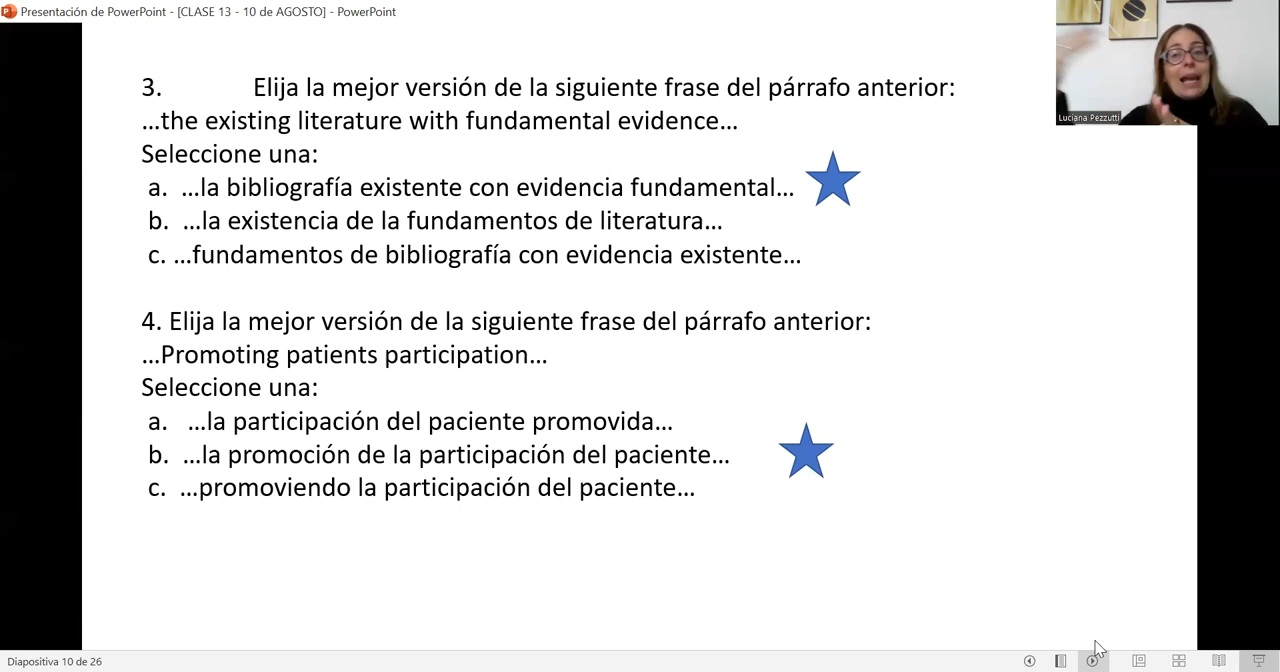 Presentación de PowerPoint - [CLASE 13 - 10 de AGOSTO] - PowerPoint
Luciana Pezzutti
3. Elija la mejor versión de la siguiente frase del párrafo anterior:
…the existing literature with fundamental evidence…
Seleccione una:
a. …la bibliografía existente con evidencia fundamental…
b. …la existencia de la fundamentos de literatura…
c. …fundamentos de bibliografía con evidencia existente…
4. Elija la mejor versión de la siguiente frase del párrafo anterior:
…Promoting patients participation…
Seleccione una:
a. …la participación del paciente promovida…
b. …la promoción de la participación del paciente…
c. …promoviendo la participación del paciente…
Diapositiva 10 de 26